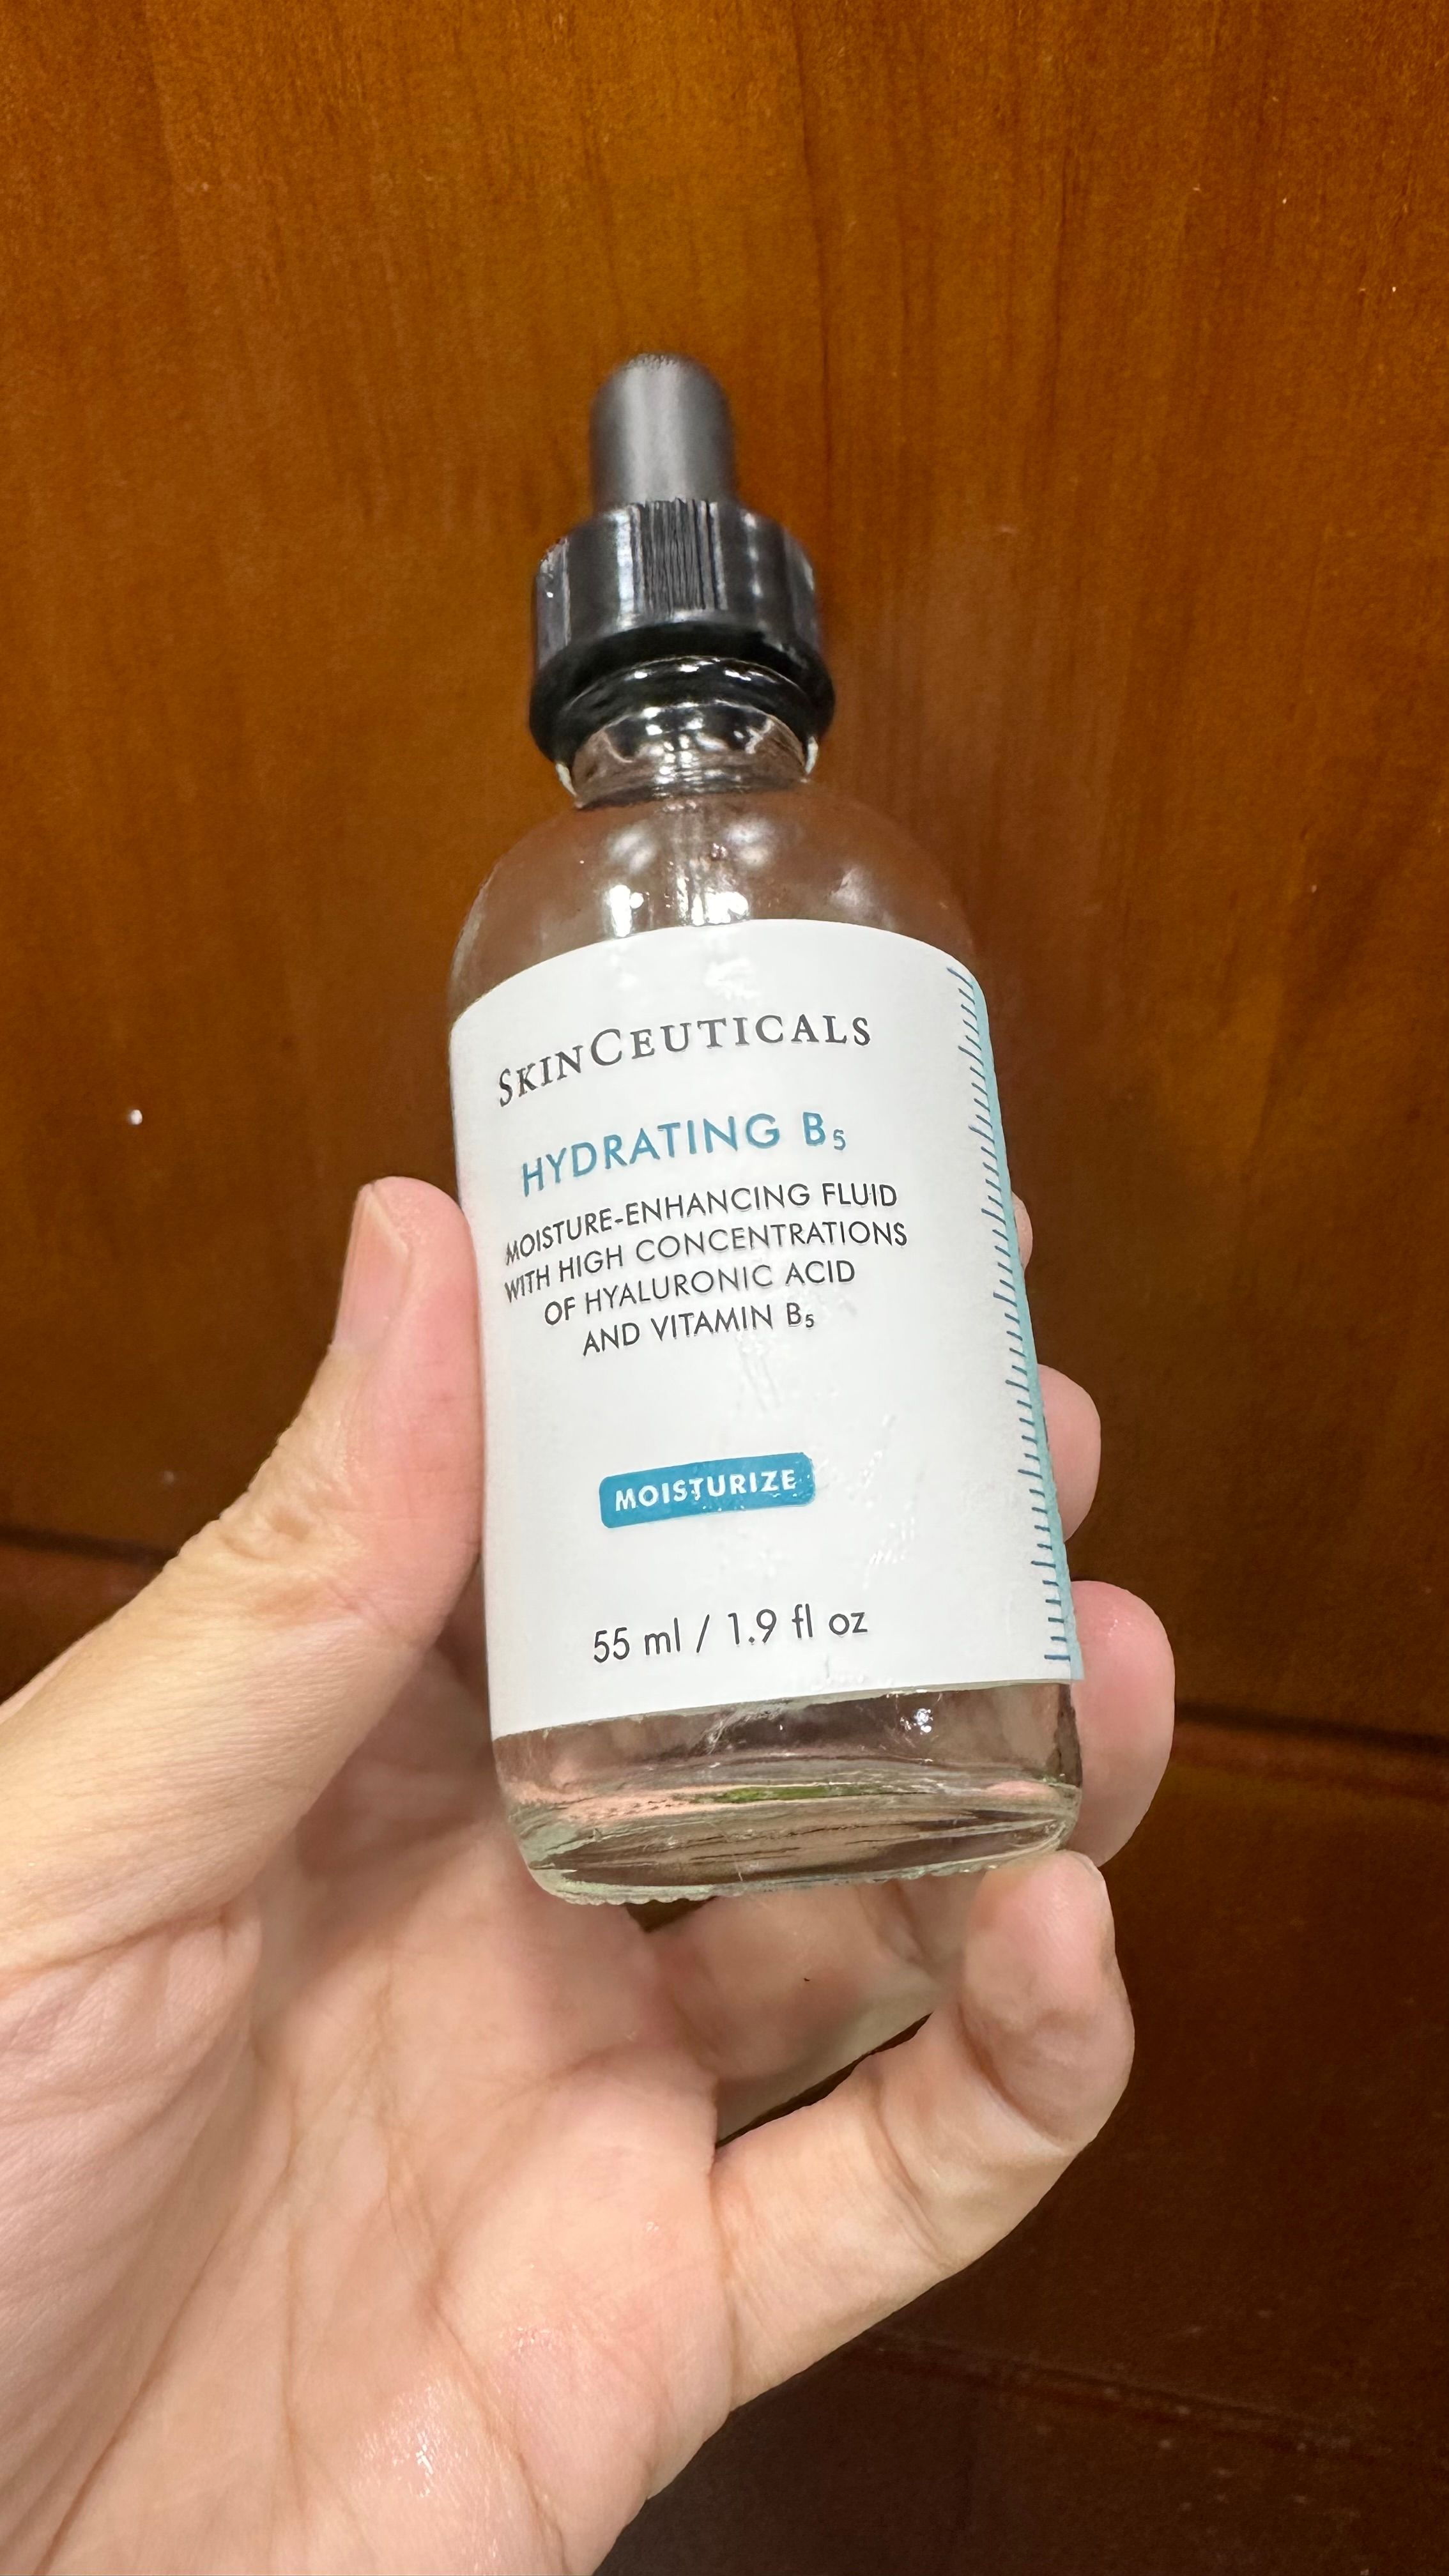 SKINCEUTICALS
HYDRATING B5
MOISTURE-ENHANCING FLUID
WITH HIGH CONCENTRATIONS
OF HYALURONIC ACID
AND VITAMIN B5
MOISTURIZE
55 ml / 1.9 fl oz